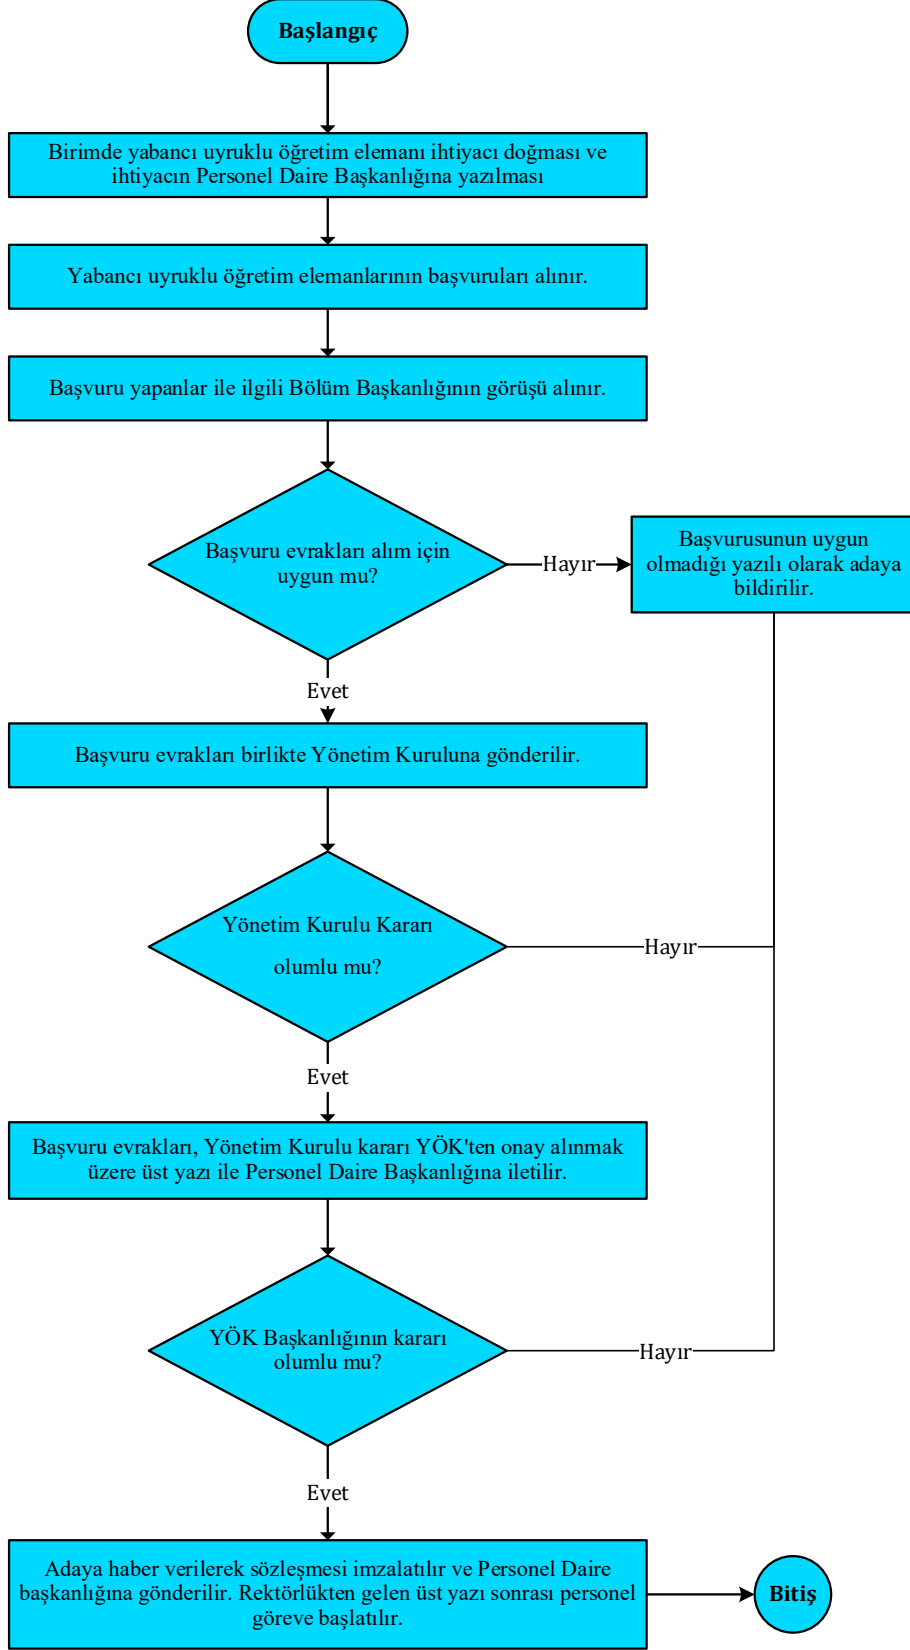 Başlangıç
Birimde yabancı uyruklu öğretim elemanı ihtiyacı doğması ve
ihtiyacın Personel Daire Başkanlığına yazılması
Yabancı uyruklu öğretim elemanlarının başvuruları alınır.
Başvuru yapanlar ile ilgili Bölüm Başkanlığının görüşü alınır.
Başvuru evrakları alım için
uygun mu?
Hayır
Başvurusunun uygun
olmadığı yazılı olarak adaya
bildirilir.
Evet
Başvuru evrakları birlikte Yönetim Kuruluna gönderilir.
Yönetim Kurulu Kararı
olumlu mu?
Hayır
Evet
Başvuru evrakları, Yönetim Kurulu kararı YÖK'ten onay alınmak
üzere üst yazı ile Personel Daire Başkanlığına iletilir.
YÖK Başkanlığının kararı
olumlu mu?
Hayır
Evet
Adaya haber verilerek sözleşmesi imzalatılır ve Personel Daire
başkanlığına gönderilir. Rektörlükten gelen üst yazı sonrası personel
göreve başlatılır.
Bitiş